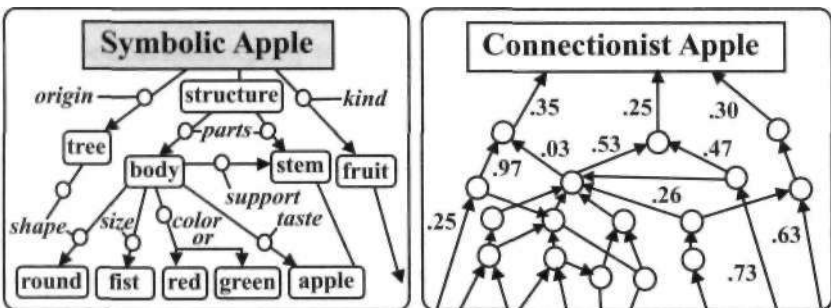 Symbolic Apple
origin
structure
kind
tree
parts
body
stem
fruit
support
shape
size
color
or
taste
round
fist
red
green
apple
Connectionist Apple
.35
.25
.30
.97
.03
.53
.47
.26
.25
.63
.73